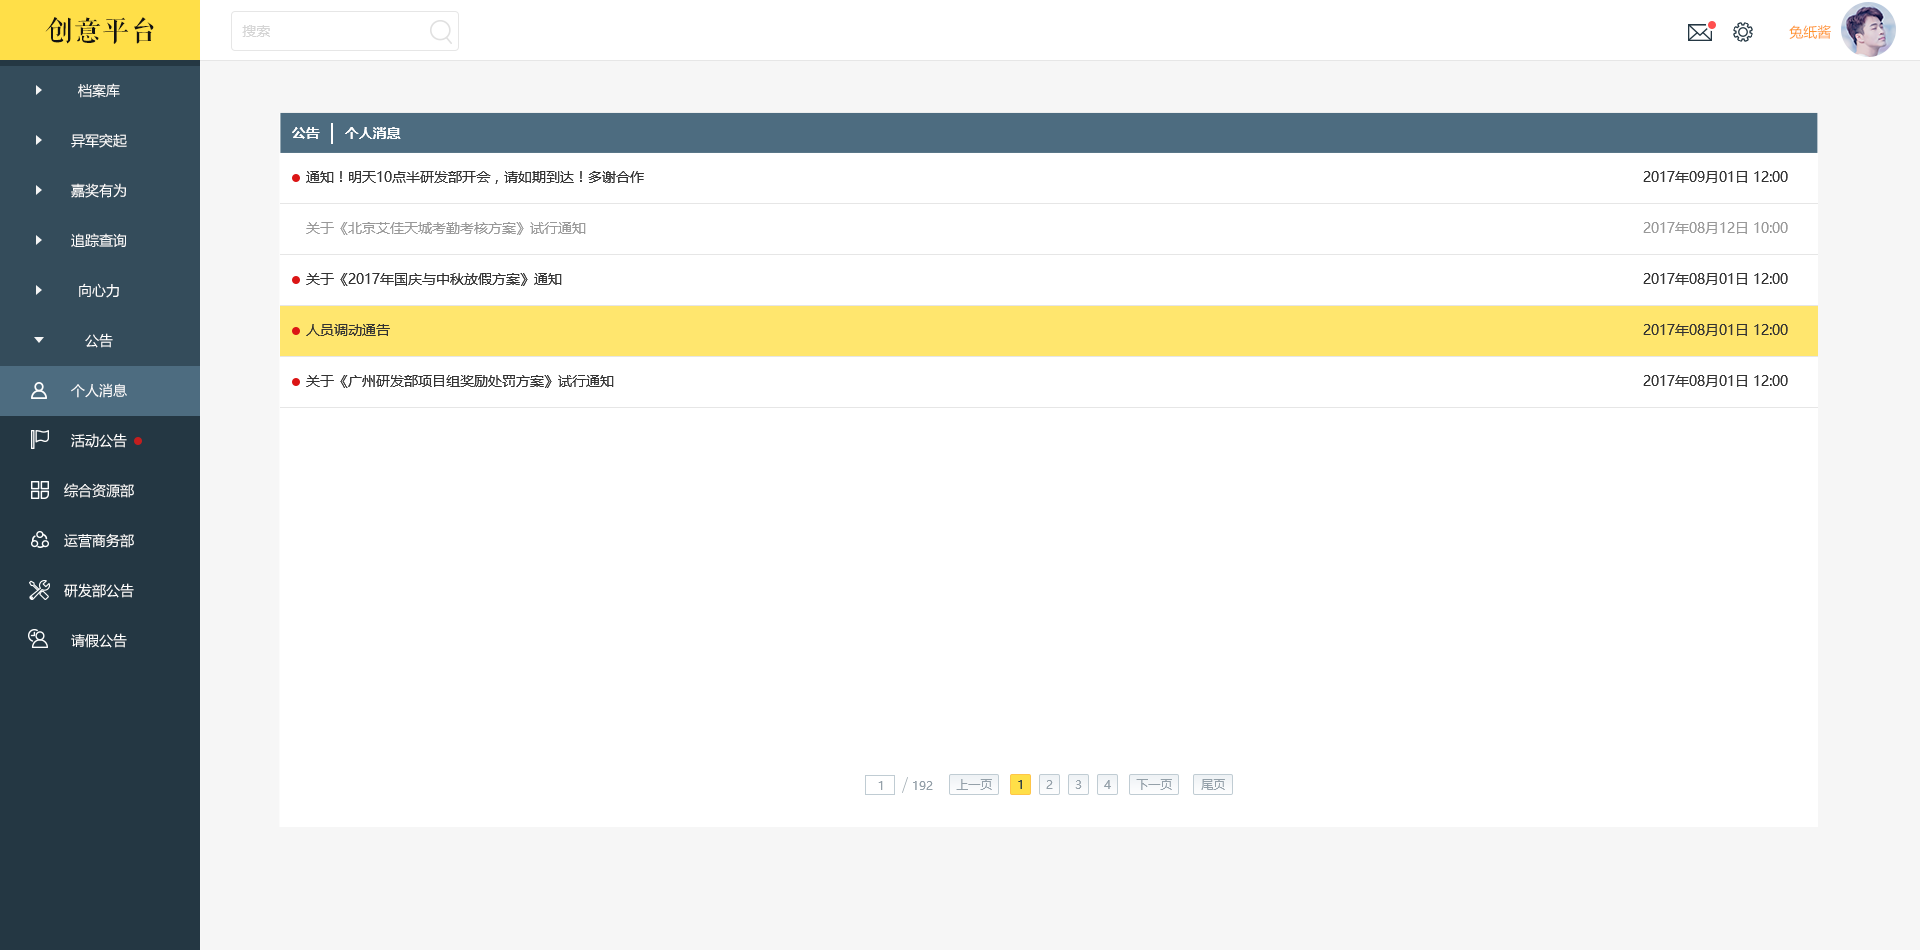 创意平台
搜索
兔纸酱
档案库
异军突起
嘉奖有为
追踪查询
向心力
公告
个人消息
活动公告
综合资源部
运营商务部
研发部公告
请假公告
公告 | 个人消息
通知！明天10点半研发部开会，请如期到达！多谢合作 2017年09月01日 12:00
关于《北京艾佳天城考勤考核方案》试行通知 2017年08月12日 10:00
关于《2017年国庆与中秋放假方案》通知 2017年08月01日 12:00
人员调动通告 2017年08月01日 12:00
关于《广州研发部项目组奖励处罚方案》试行通知 2017年08月01日 12:00
1 / 192 上一页 1 2 3 4 下一页 尾页